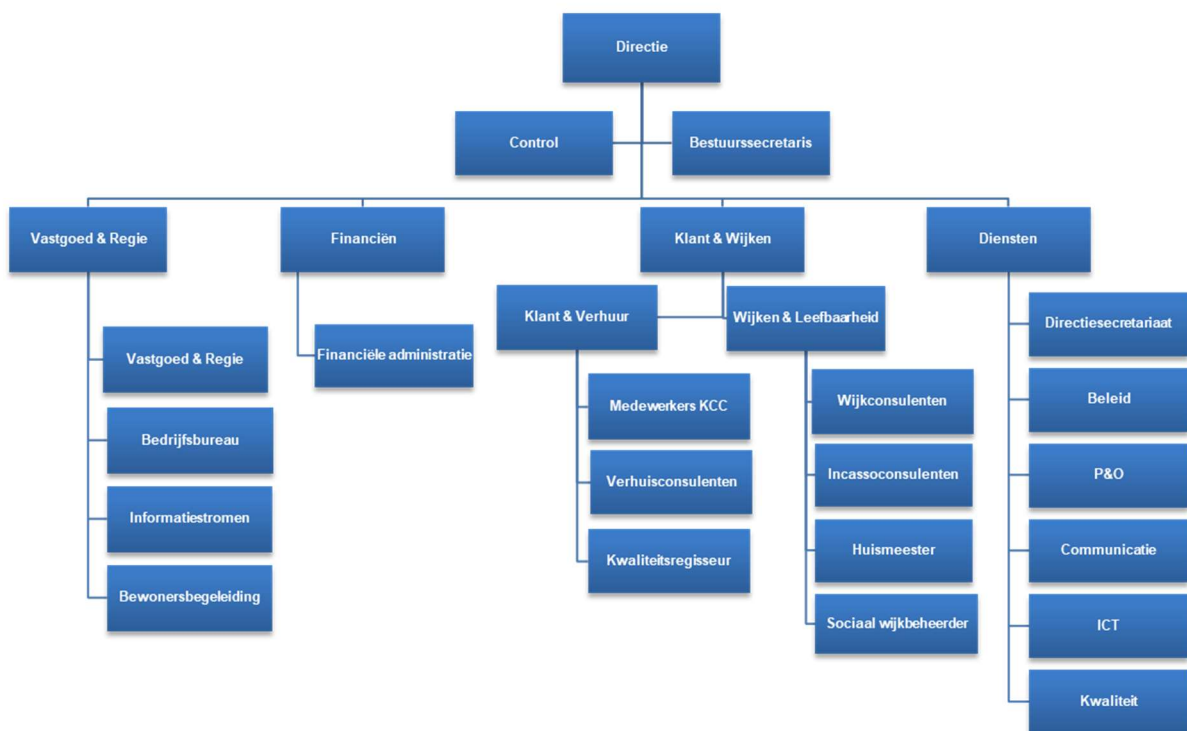 Directie
Control
Bestuurssecretaris
Vastgoed & Regie
Financiën
Klant & Wijken
Diensten
Vastgoed & Regie
Bedrijfsbureau
Informatiestromen
Bewonersbegeleiding
Financiële administratie
Klant & Verhuur
Medewerkers KCC
Verhuisconsulenten
Kwaliteitsregisseur
Wijken & Leefbaarheid
Wijkconsulenten
Incassoconsulenten
Huismeester
Sociaal wijkbeheerder
Directiesecretariaat
Beleid
P&O
Communicatie
ICT
Kwaliteit